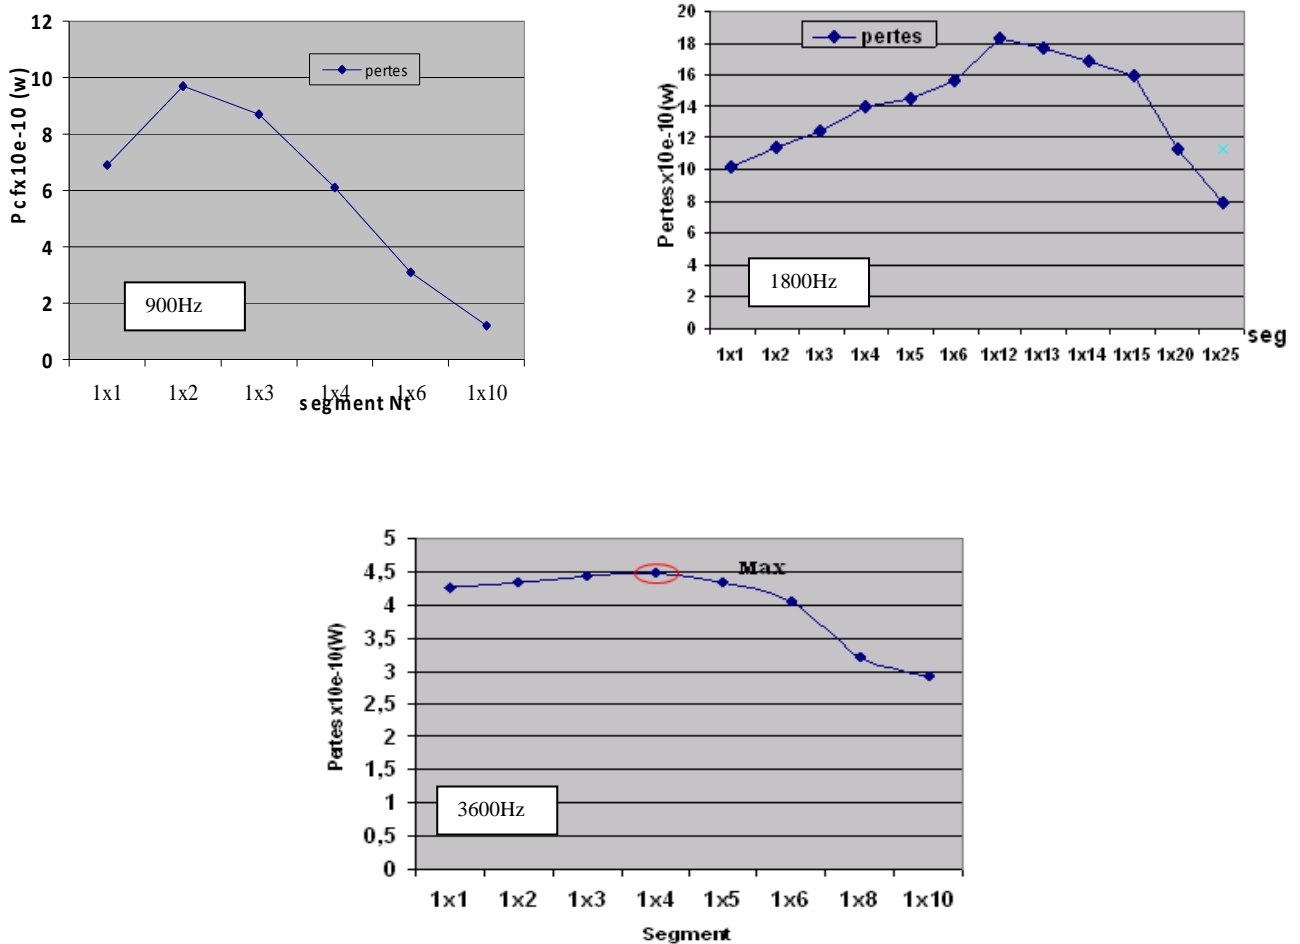 12
10
8
6
4
2
0
Pcfx10e-10 (w)
pertes
900Hz
1x1 1x2 1x3 1x4 1x6 1x10
segment Nt
20
18
16
14
12
10
8
6
4
2
0
Pertesx10e-10(w)
pertes
1800Hz
1x1 1x2 1x3 1x4 1x5 1x6 1x12 1x13 1x14 1x15 1x20 1x25
seg
5
4,5
4
3,5
3
2,5
2
1,5
1
0,5
0
Pertes x10e-10(W)
Max
3600Hz
1x1 1x2 1x3 1x4 1x5 1x6 1x8 1x10
Segment